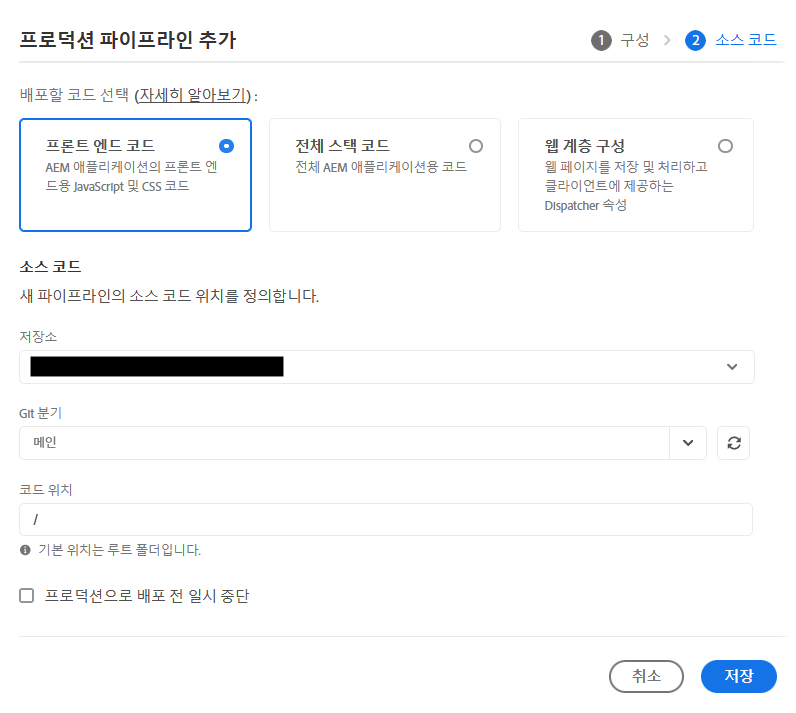 프로덕션 파이프라인 추가
1 구성 > 2 소스 코드
배포할 코드 선택 (자세히 알아보기) :
프론트 엔드 코드
AEM 애플리케이션의 프론트 엔
드용 JavaScript 및 CSS 코드
전체 스택 코드
전체 AEM 애플리케이션용 코드
웹 계층 구성
웹 페이지를 저장 및 처리하고
클라이언트에 제공하는
Dispatcher 속성
소스 코드
새 파이프라인의 소스 코드 위치를 정의합니다.
저장소
Git 분기
메인
코드 위치
/
기본 위치는 루트 폴더입니다.
프로덕션으로 배포 전 일시 중단
취소
저장